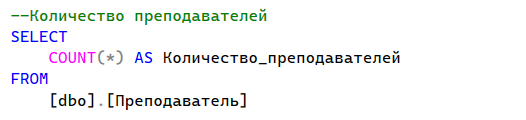 --Количество преподавателей
SELECT
    COUNT(*) AS Количество_преподавателей
FROM
    [dbo].[Преподаватель]